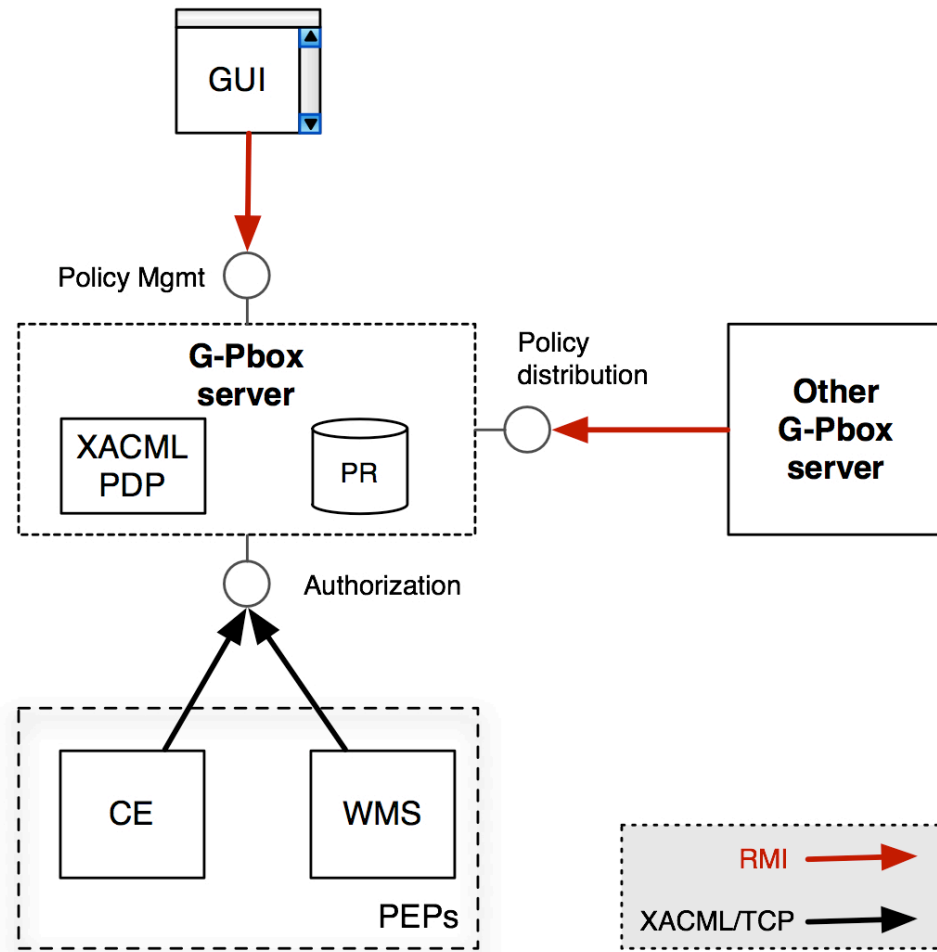 GUI
Policy Mgmt
G-Pbox
server
XACML
PDP
PR
Policy
distribution
Other
G-Pbox
server
Authorization
CE
WMS
PEPs
RMI
XACML/TCP